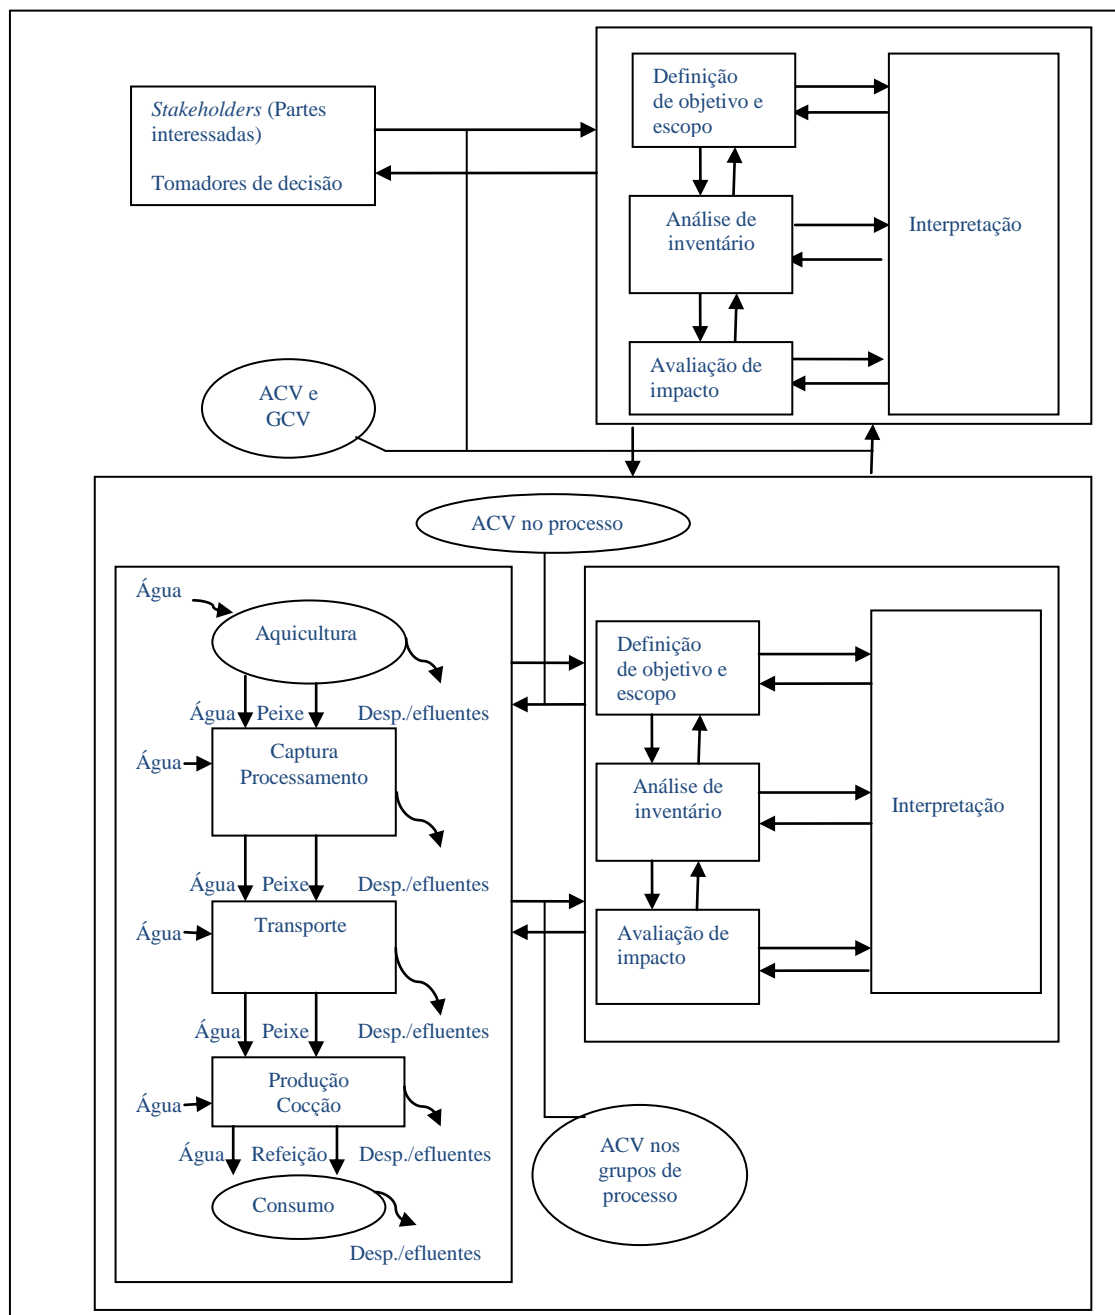 Stakeholders (Partes
interessadas)
Tomadores de decisão
Definição
de objetivo e
escopo
Análise de
inventário
Avaliação de
impacto
Interpretação
ACV e
GCV
ACV no processo
Água
Aquicultura
Água Peixe Desp./efluentes
Água
Captura
Processamento
Água Peixe Desp./efluentes
Água
Transporte
Água Peixe Desp./efluentes
Água
Produção
Cocção
Água Refeição Desp./efluentes
Consumo
Desp./efluentes
Definição
de objetivo e
escopo
Análise de
inventário
Avaliação de
impacto
Interpretação
ACV nos
grupos de
processo